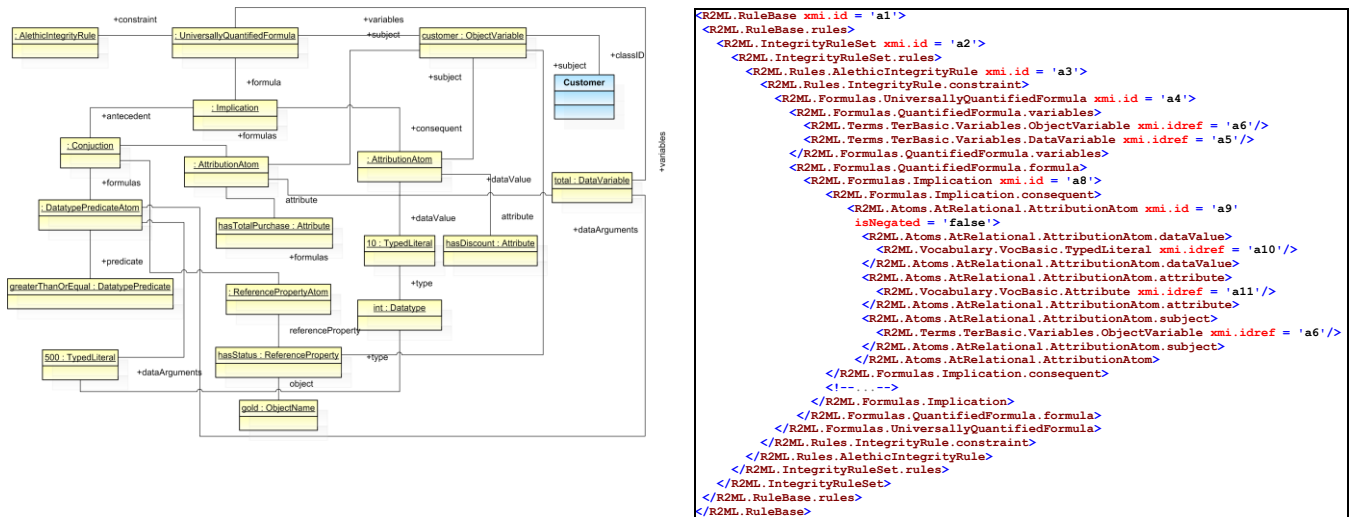 +constraint
+variables
: AlethicIntegrityRule
: UniversallyQuantifiedFormula
+subject
customer : ObjectVariable
+classID
+subject
+subject
Customer
+formula
: Implication
+antecedent
+formulas
+consequent
: Conjuction
: AttributionAtom
: AttributionAtom
+variables
+formulas
+dataValue
total : DataVariable
attribute
: DatatypePredicateAtom
+dataValue
attribute
hasTotalPurchase : Attribute
+dataArguments
10 : TypedLiteral
hasDiscount : Attribute
+formulas
+predicate
greaterThanOrEqual : DatatypePredicate
: ReferencePropertyAtom
+type
int : Datatype
referenceProperty
500 : TypedLiteral
hasStatus : ReferenceProperty
+type
+dataArguments
object
gold : ObjectName
<R2ML.RuleBase xmi.id = 'a1'>
<R2ML.RuleBase.rules>
<R2ML.IntegrityRuleSet xmi.id = 'a2'>
<R2ML.IntegrityRuleSet.rules>
<R2ML.Rules.AlethicIntegrityRule xmi.id = 'a3'>
<R2ML.Rules.IntegrityRule.constraint>
<R2ML.Formulas.UniversallyQuantifiedFormula xmi.id = 'a4'>
<R2ML.Formulas.QuantifiedFormula.variables>
<R2ML.Terms.TerBasic.Variables.ObjectVariable xmi.idref = 'a6'/>
<R2ML.Terms.TerBasic.Variables.DataVariable xmi.idref = 'a5'/>
</R2ML.Formulas.QuantifiedFormula.variables>
<R2ML.Formulas.QuantifiedFormula.formula>
<R2ML.Formulas.Implication xmi.id = 'a8'>
<R2ML.Formulas.Implication.consequent>
<R2ML.Atoms.AtRelational.AttributionAtom xmi.id = 'a9'
isNegated = 'false'>
<R2ML.Atoms.AtRelational.AttributionAtom.dataValue>
<R2ML.Vocabulary.VocBasic.TypedLiteral xmi.idref = 'a10'/>
</R2ML.Atoms.AtRelational.AttributionAtom.dataValue>
<R2ML.Atoms.AtRelational.AttributionAtom.attribute>
<R2ML.Vocabulary.VocBasic.Attribute xmi.idref = 'a11'/>
</R2ML.Atoms.AtRelational.AttributionAtom.attribute>
<R2ML.Atoms.AtRelational.AttributionAtom.subject>
<R2ML.Terms.TerBasic.Variables.ObjectVariable xmi.idref = 'a6'/>
</R2ML.Atoms.AtRelational.AttributionAtom.subject>
</R2ML.Atoms.AtRelational.AttributionAtom>
</R2ML.Formulas.Implication.consequent>
<!--...-->
</R2ML.Formulas.Implication>
</R2ML.Formulas.QuantifiedFormula.formula>
</R2ML.Formulas.UniversallyQuantifiedFormula>
</R2ML.Rules.IntegrityRule.constraint>
</R2ML.Rules.AlethicIntegrityRule>
</R2ML.IntegrityRuleSet.rules>
</R2ML.IntegrityRuleSet>
</R2ML.RuleBase.rules>
</R2ML.RuleBase>